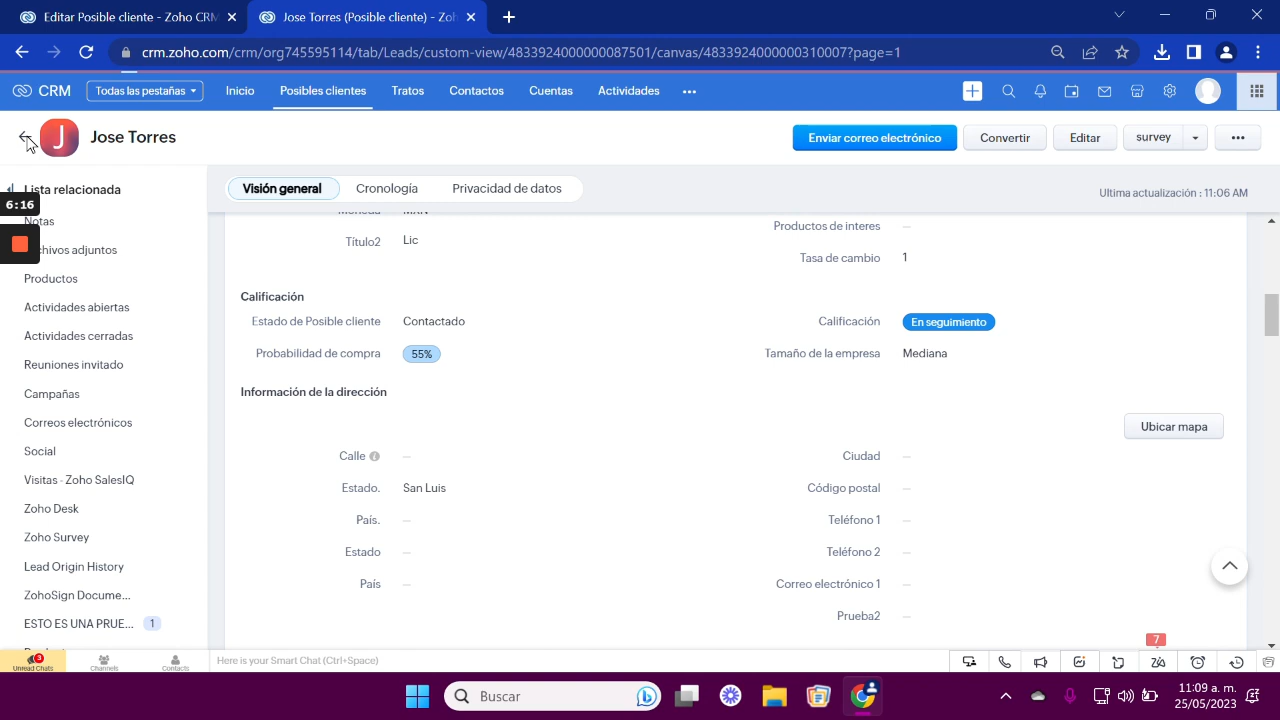 Editar Posible cliente - Zoho CRM
Jose Torres (Posible cliente) - Zoh
crm.zoho.com/crm/org745595114/tab/Leads/custom-view/4833924000000087501/canvas/4833924000000310007?page=1
CRM Todas las pestañas Inicio Posibles clientes Tratos Contactos Cuentas Actividades
J Jose Torres Enviar correo electrónico Convertir Editar survey
Lista relacionada Visión general Cronología Privacidad de datos Ultima actualización : 11:06 AM
6:16
Notas
Archivos adjuntos
Productos
Actividades abiertas
Actividades cerradas
Reuniones invitado
Campañas
Correos electrónicos
Social
Visitas - Zoho SalesIQ
Zoho Desk
Zoho Survey
Lead Origin History
ZohoSign Docume...
ESTO ES UNA PRUE... 1
Moneda MXN
Productos de interes —
Título2 Lic
Tasa de cambio 1
Calificación
Estado de Posible cliente Contactado Calificación En seguimiento
Probabilidad de compra 55% Tamaño de la empresa Mediana
Información de la dirección
Ubicar mapa
Calle — Ciudad —
Estado. San Luis Código postal —
País. — Teléfono 1 —
Estado — Teléfono 2 —
País — Correo electrónico 1 —
Prueba2 —
7
3
Unread Chats Channels Contacts Here is your Smart Chat (Ctrl+Space)
Buscar
11:09 a. m.
25/05/2023